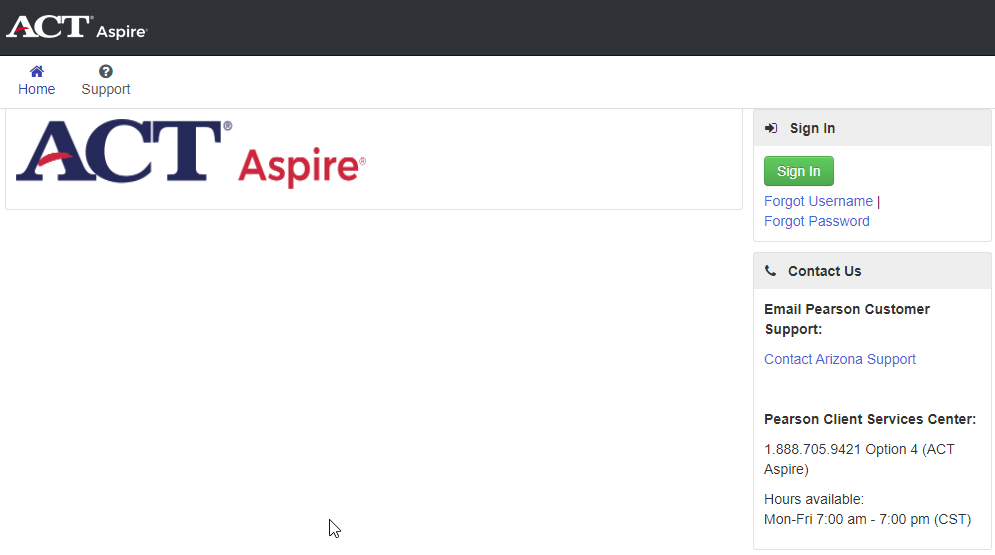 ACT® Aspire®
Home
Support
ACT® Aspire®
Sign In
Sign In
Forgot Username |
Forgot Password
Contact Us
Email Pearson Customer
Support:
Contact Arizona Support
Pearson Client Services Center:
1.888.705.9421 Option 4 (ACT
Aspire)
Hours available:
Mon-Fri 7:00 am - 7:00 pm (CST)